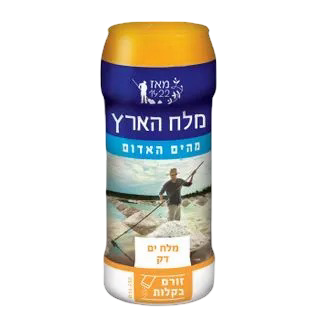 מאז
1922
מלח הארץ
מהים האדום
מלח ים
דק
זורם
בקלות